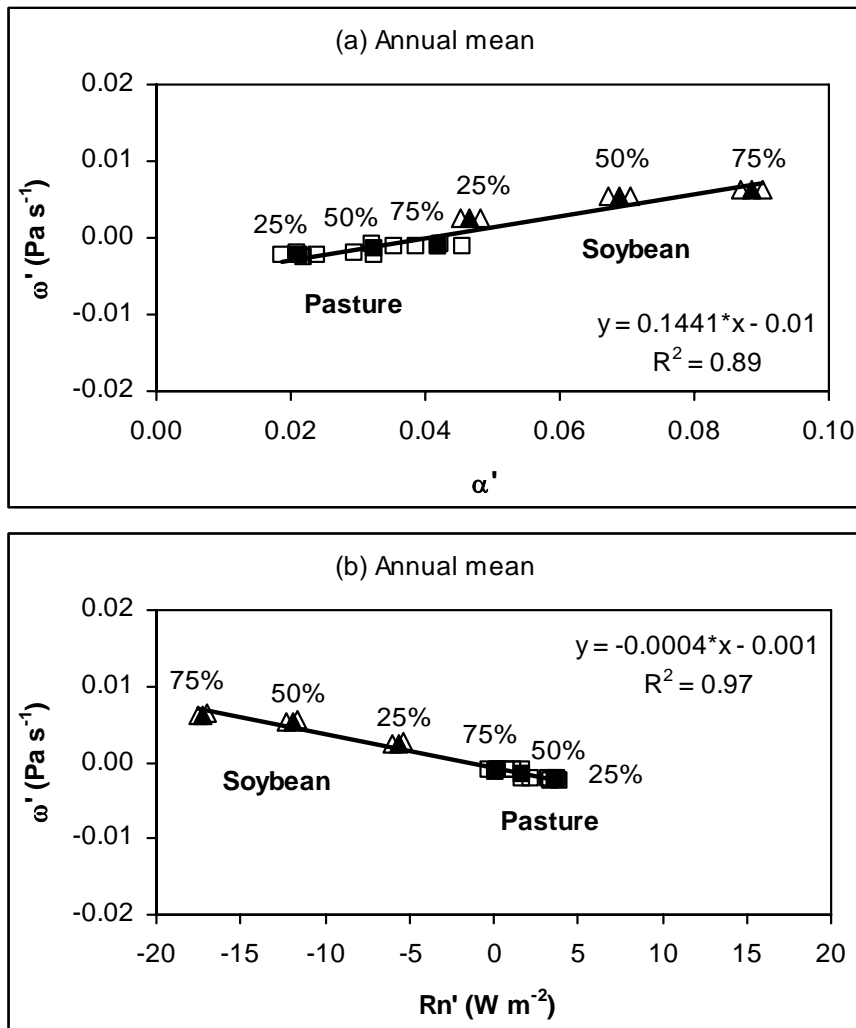 (a) Annual mean
0.02
0.01
0.00
-0.01
-0.02
ω' (Pa s⁻¹)
25% 50% 75% 25% 50% 75%
Pasture
Soybean
y = 0.1441*x - 0.01
R² = 0.89
0.00 0.02 0.04 0.06 0.08 0.10
α'
(b) Annual mean
0.02
0.01
0.00
-0.01
-0.02
ω' (Pa s⁻¹)
y = -0.0004*x - 0.001
R² = 0.97
75% 50% 25% 75% 50% 25%
Soybean
Pasture
-20 -15 -10 -5 0 5 10 15 20
Rn' (W m⁻²)